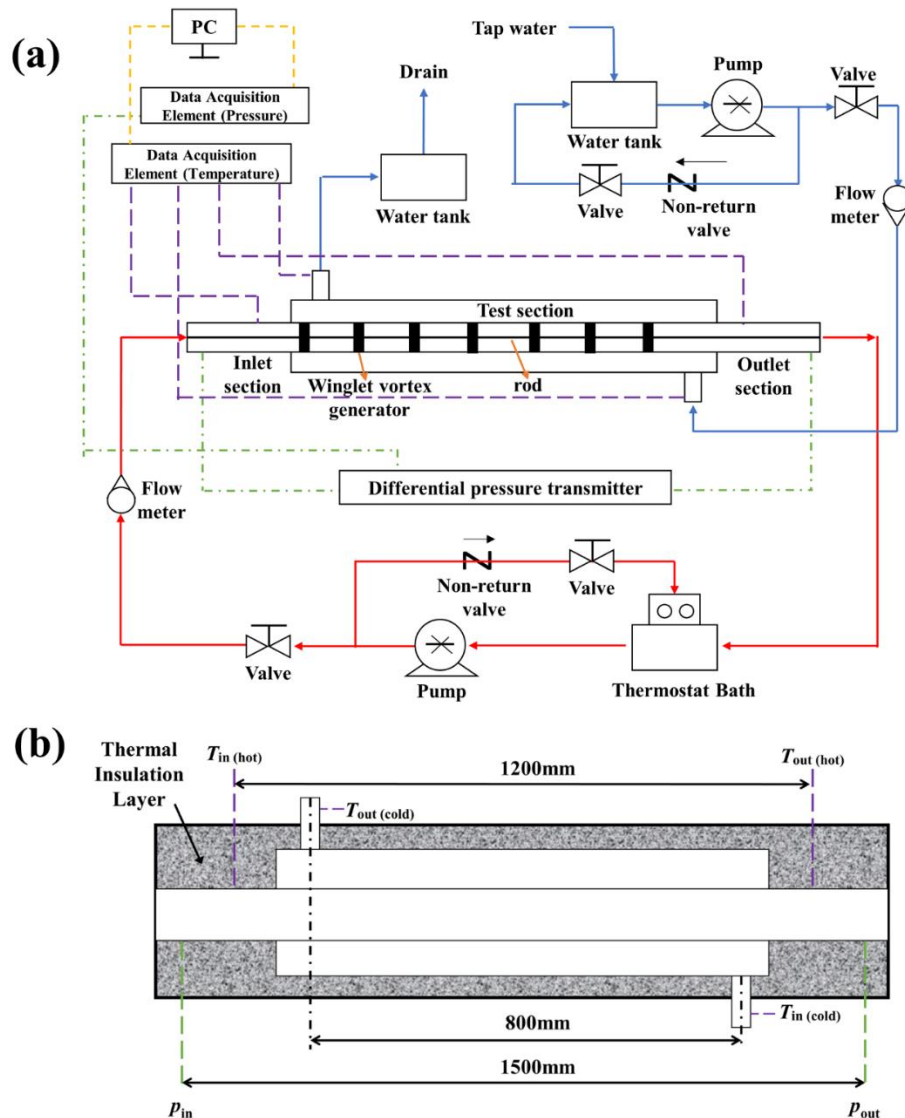 (a)
PC
Data Acquisition
Element (Pressure)
Data Acquisition
Element (Temperature)
Drain
Water tank
Tap water
Water tank
Pump
Valve
Valve
Non-return
valve
Flow
meter
Test section
Inlet
section
Winglet vortex
generator
rod
Outlet
section
Differential pressure transmitter
Flow
meter
Non-return
valve
Valve
Valve
Pump
Thermostat Bath
(b)
Thermal
Insulation
Layer
Tin (hot)
1200mm
Tout (hot)
Tout (cold)
Tin (cold)
800mm
1500mm
pin
pout